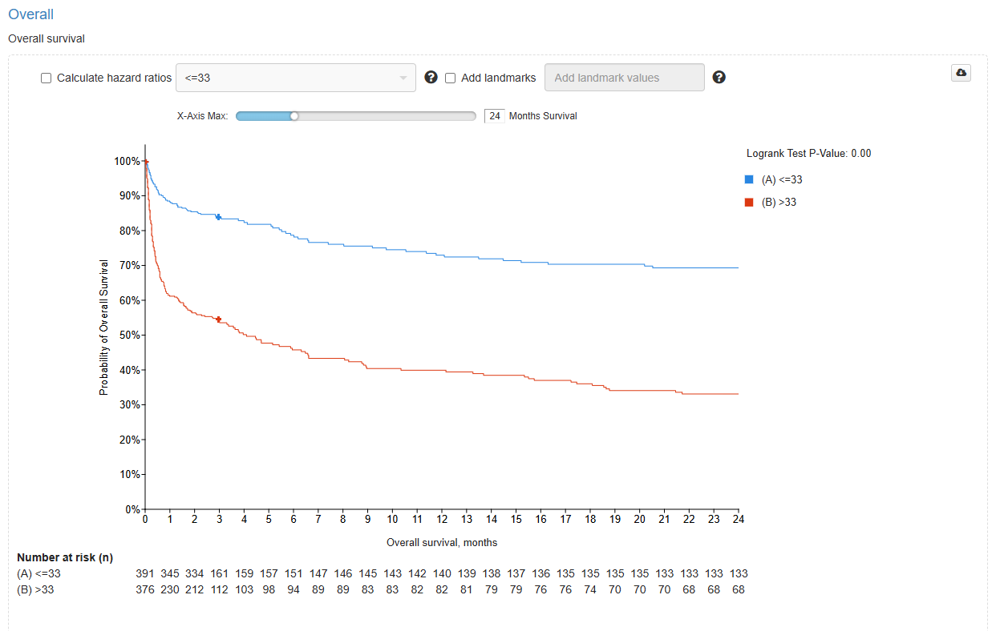 Overall
Overall survival
Calculate hazard ratios <=33 ? Add landmarks Add landmark values ?
X-Axis Max: 24 Months Survival
Logrank Test P-Value: 0.00
(A) <=33
(B) >33
100%
90%
80%
70%
60%
50%
40%
30%
20%
10%
0%
Probability of Overall Survival
0 1 2 3 4 5 6 7 8 9 10 11 12 13 14 15 16 17 18 19 20 21 22 23 24
Overall survival, months
Number at risk (n)
(A) <=33 391 345 334 161 159 157 151 147 146 145 143 142 140 139 138 137 136 135 135 135 135 133 133 133 133
(B) >33 376 230 212 112 103 98 94 89 89 83 83 82 82 81 79 79 76 76 74 70 70 70 68 68 68